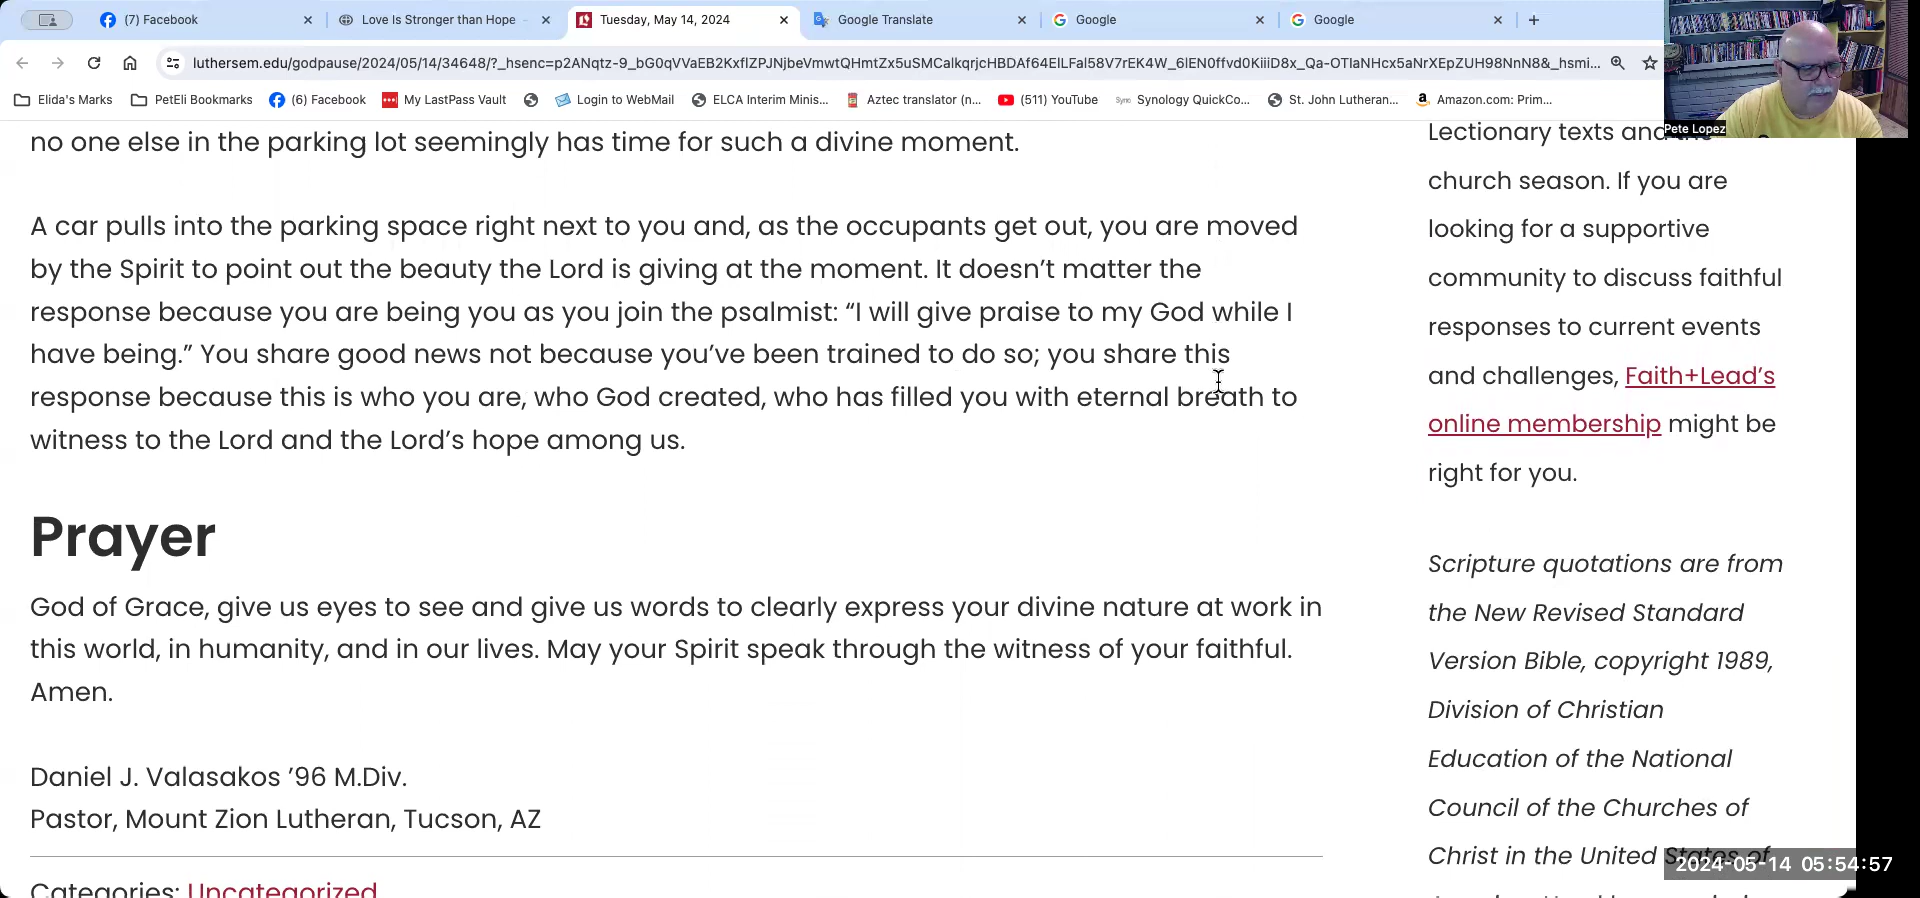 (7) Facebook
Love Is Stronger than Hope
Tuesday, May 14, 2024
Google Translate
Google
Google
luthersem.edu/godpause/2024/05/14/34648/?_hsenc=
Elida's Marks
PetEli Bookmarks
(6) Facebook
My LastPass Vault
Login to WebMail
ELCA Interim Minis...
Aztec translator (n...
(511) YouTube
Synology QuickCo...
St. John Lutheran...
Amazon.com: Prim...
Pete Lopez
no one else in the parking lot seemingly has time for such a divine moment.
A car pulls into the parking space right next to you and, as the occupants get out, you are moved
by the Spirit to point out the beauty the Lord is giving at the moment. It doesn’t matter the
response because you are being you as you join the psalmist: “I will give praise to my God while I
have being.” You share good news not because you’ve been trained to do so; you share this
response because this is who you are, who God created, who has filled you with eternal breath to
witness to the Lord and the Lord’s hope among us.
Prayer
God of Grace, give us eyes to see and give us words to clearly express your divine nature at work in
this world, in humanity, and in our lives. May your Spirit speak through the witness of your faithful.
Amen.
Daniel J. Valasakos ’96 M.Div.
Pastor, Mount Zion Lutheran, Tucson, AZ
Categories: Uncategorized
Lectionary texts and the
church season. If you are
looking for a supportive
community to discuss faithful
responses to current events
and challenges, Faith+Lead’s
online membership might be
right for you.
Scripture quotations are from
the New Revised Standard
Version Bible, copyright 1989,
Division of Christian
Education of the National
Council of the Churches of
Christ in the United States of
2024-05-14 05:54:57